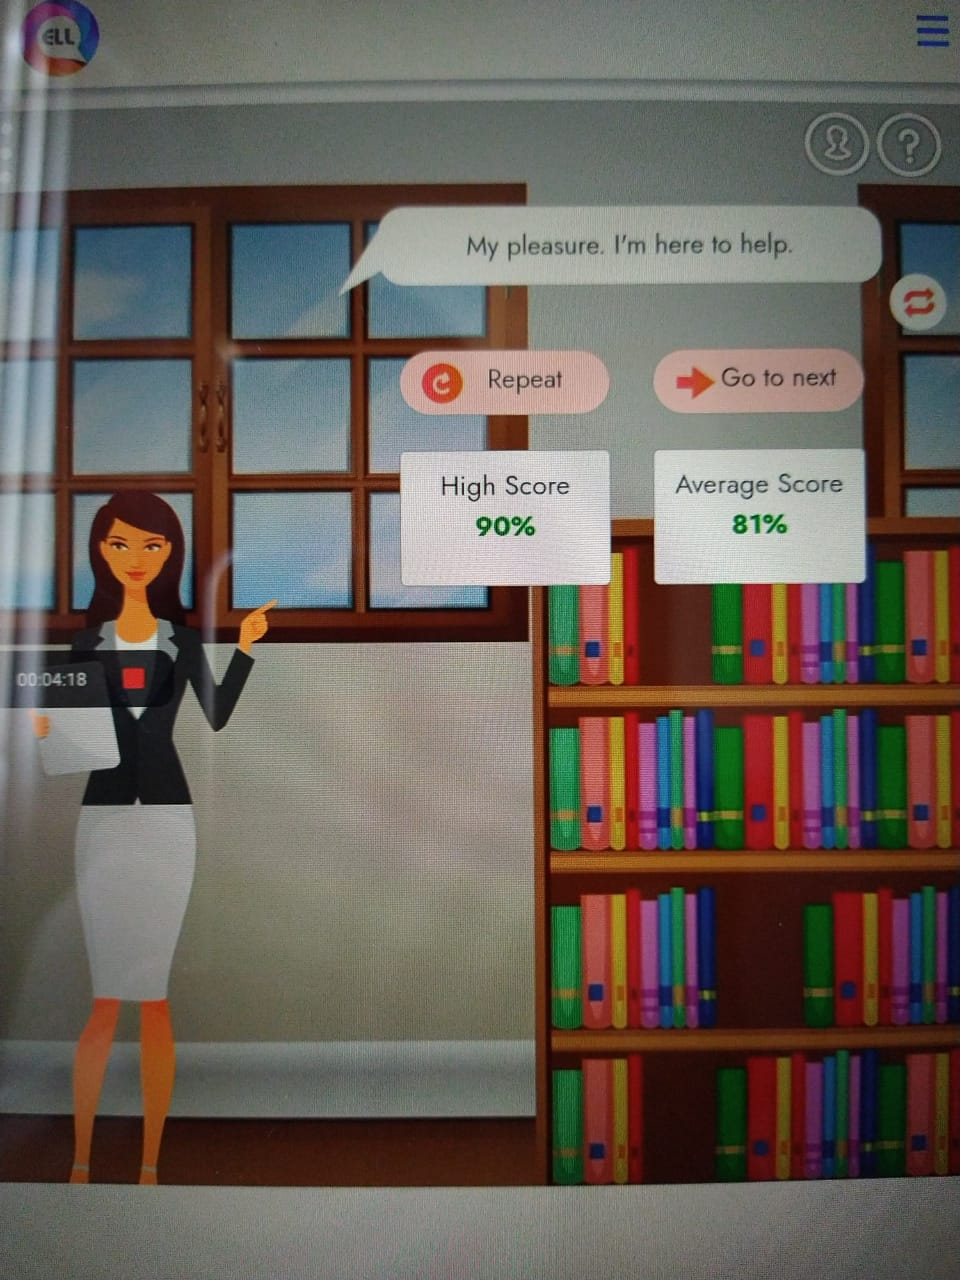 ELL
?
My pleasure. I'm here to help.
Repeat
Go to next
High Score
90%
Average Score
81%
00:04:18